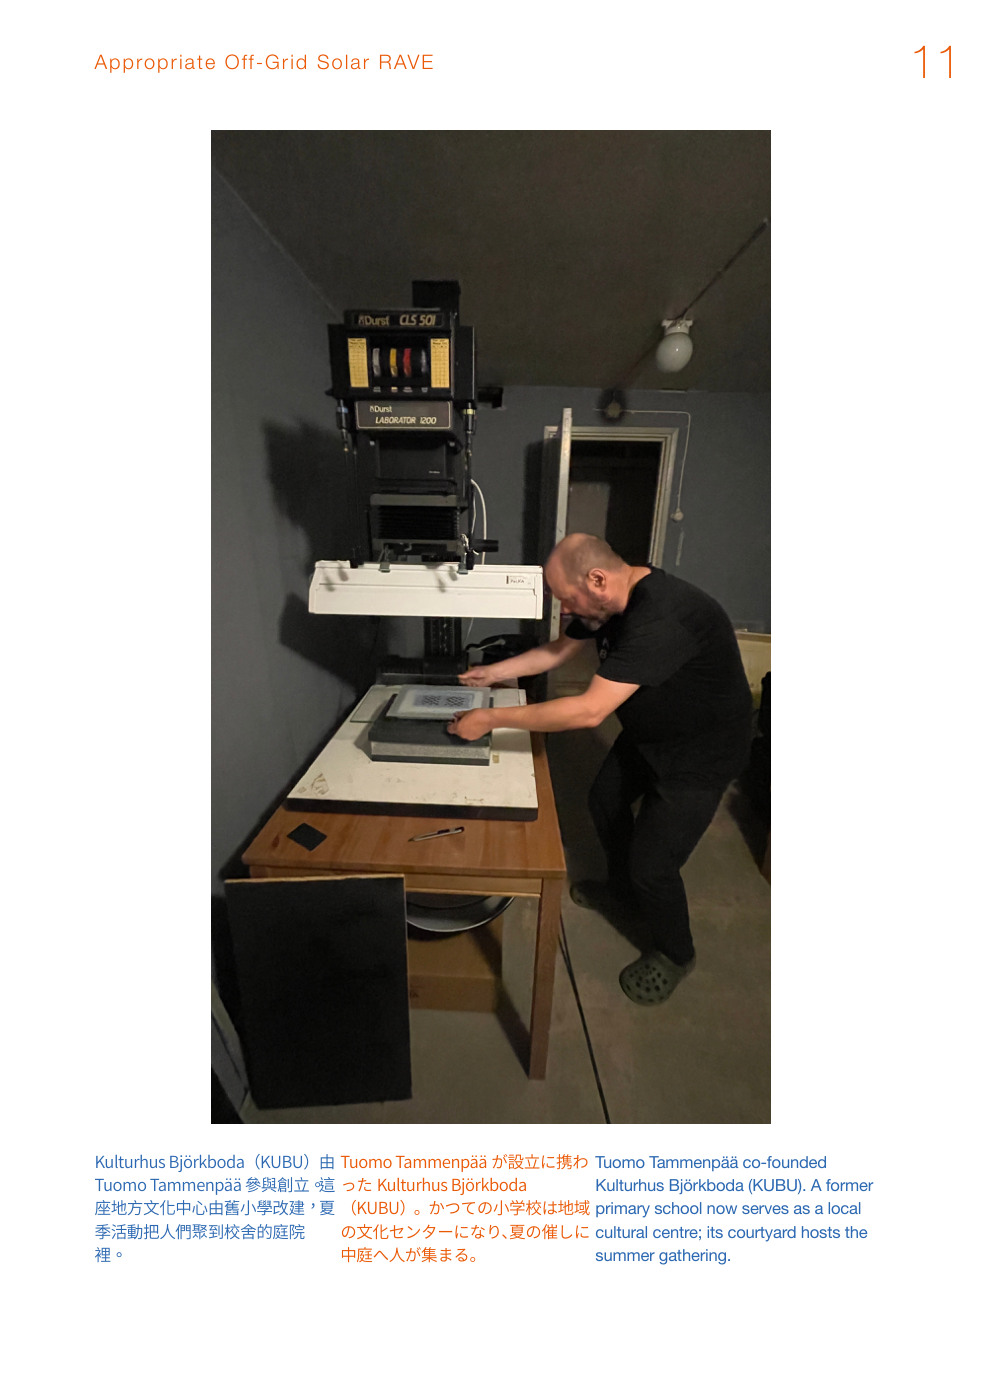 Appropriate Off-Grid Solar RAVE
11
Durst CLS 501
Durst
LABORATOR 1200
Kulturhus Björkboda（KUBU）由
Tuomo Tammenpää 參與創立。這
座地方文化中心由舊小學改建，夏
季活動把人們聚到校舍的庭院
裡。
Tuomo Tammenpää が設立に携わ
った Kulturhus Björkboda
（KUBU）。かつての小学校は地域
の文化センターになり、夏の催しに
中庭へ人が集まる。
Tuomo Tammenpää co-founded
Kulturhus Björkboda (KUBU). A former
primary school now serves as a local
cultural centre; its courtyard hosts the
summer gathering.